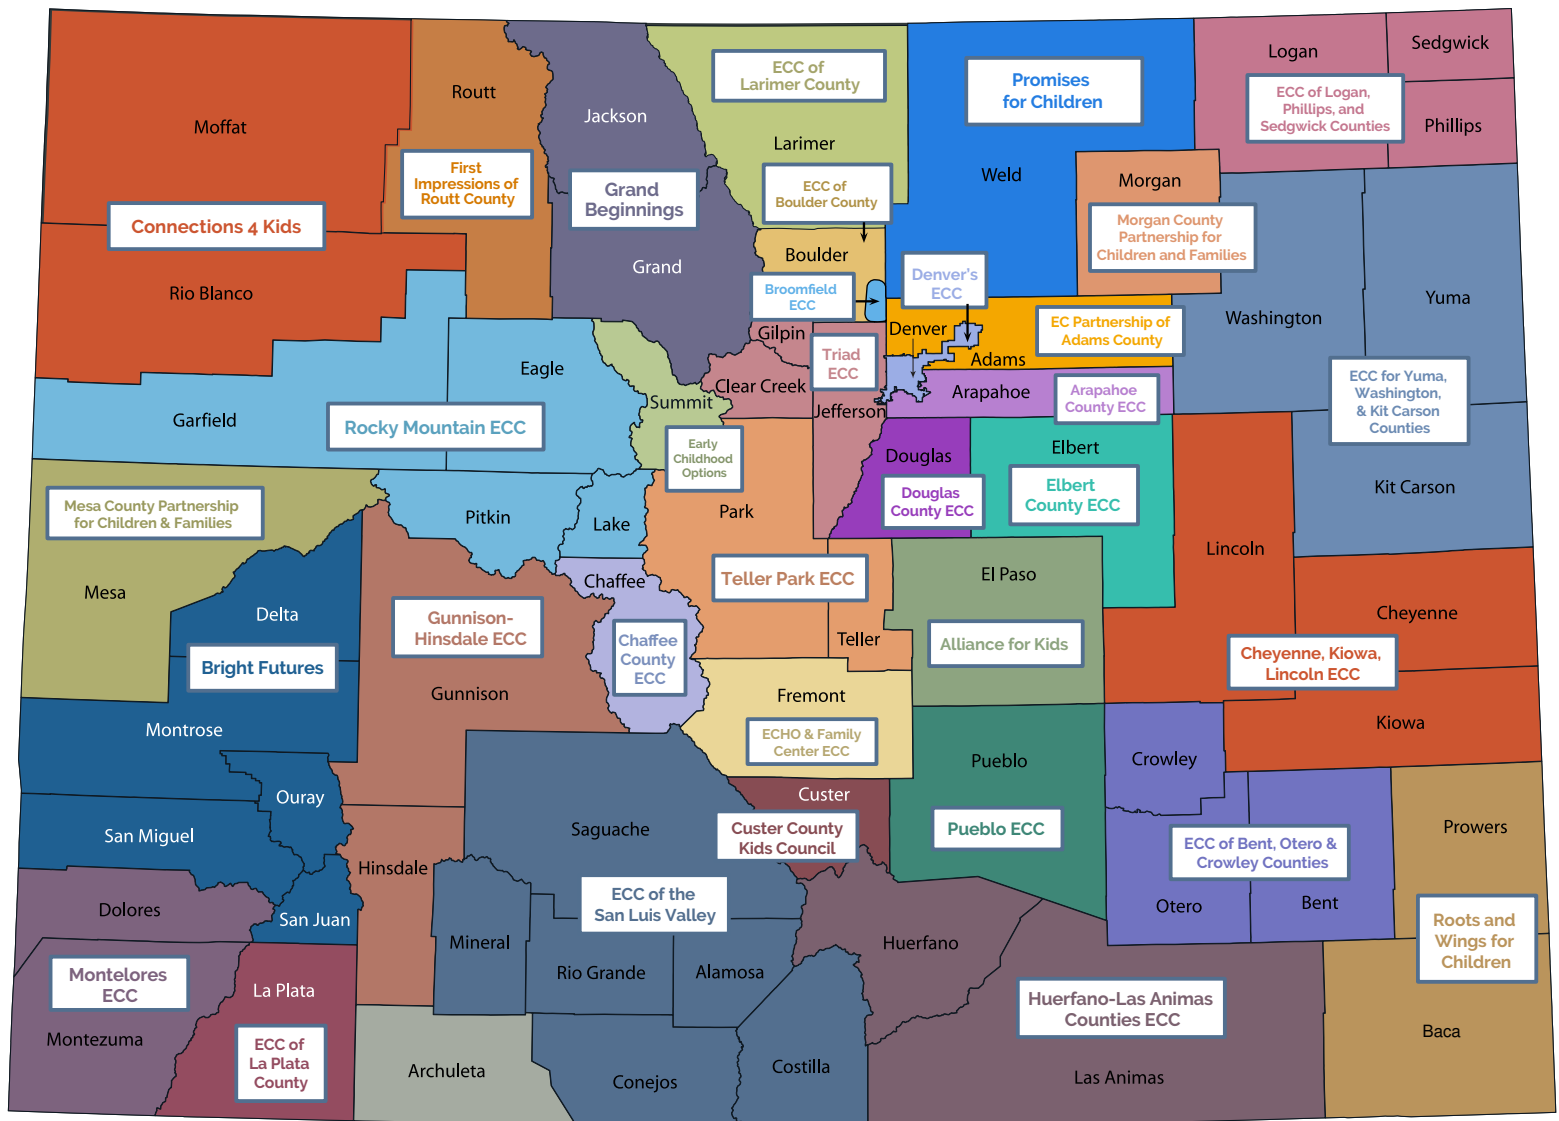 Moffat
Routt
Jackson
ECC of
Larimer County
Larimer
Promises
for Children
Weld
Logan
Sedgwick
ECC of Logan,
Phillips, and
Sedgwick Counties
Phillips
Connections 4 Kids
First
Impressions of
Routt County
Grand
Beginnings
Grand
ECC of
Boulder County
Boulder
Broomfield
ECC
Denver's
ECC
Morgan
Morgan County
Partnership for
Children and Families
Rio Blanco
Washington
Yuma
Gilpin
Denver
EC Partnership of
Adams County
Adams
Triad
ECC
Clear Creek
Jefferson
Arapahoe
Arapahoe
County ECC
ECC for Yuma,
Washington,
& Kit Carson
Counties
Eagle
Garfield
Rocky Mountain ECC
Summit
Early
Childhood
Options
Douglas
Douglas
County ECC
Elbert
Elbert
County ECC
Kit Carson
Mesa County Partnership
for Children & Families
Pitkin
Lake
Park
Lincoln
Mesa
Delta
Chaffee
Teller Park ECC
El Paso
Cheyenne
Gunnison-
Hinsdale ECC
Chaffee
County
ECC
Teller
Alliance for Kids
Cheyenne, Kiowa,
Lincoln ECC
Bright Futures
Gunnison
Fremont
ECHO & Family
Center ECC
Kiowa
Montrose
Ouray
Pueblo
Crowley
San Miguel
Saguache
Custer
Custer County
Kids Council
Pueblo ECC
ECC of Bent, Otero &
Crowley Counties
Prowers
Hinsdale
Dolores
San Juan
ECC of the
San Luis Valley
Otero
Bent
Roots and
Wings for
Children
Mineral
Rio Grande
Alamosa
Huerfano
Montelores
ECC
La Plata
Huerfano-Las Animas
Counties ECC
Montezuma
ECC of
La Plata
County
Archuleta
Conejos
Costilla
Las Animas
Baca